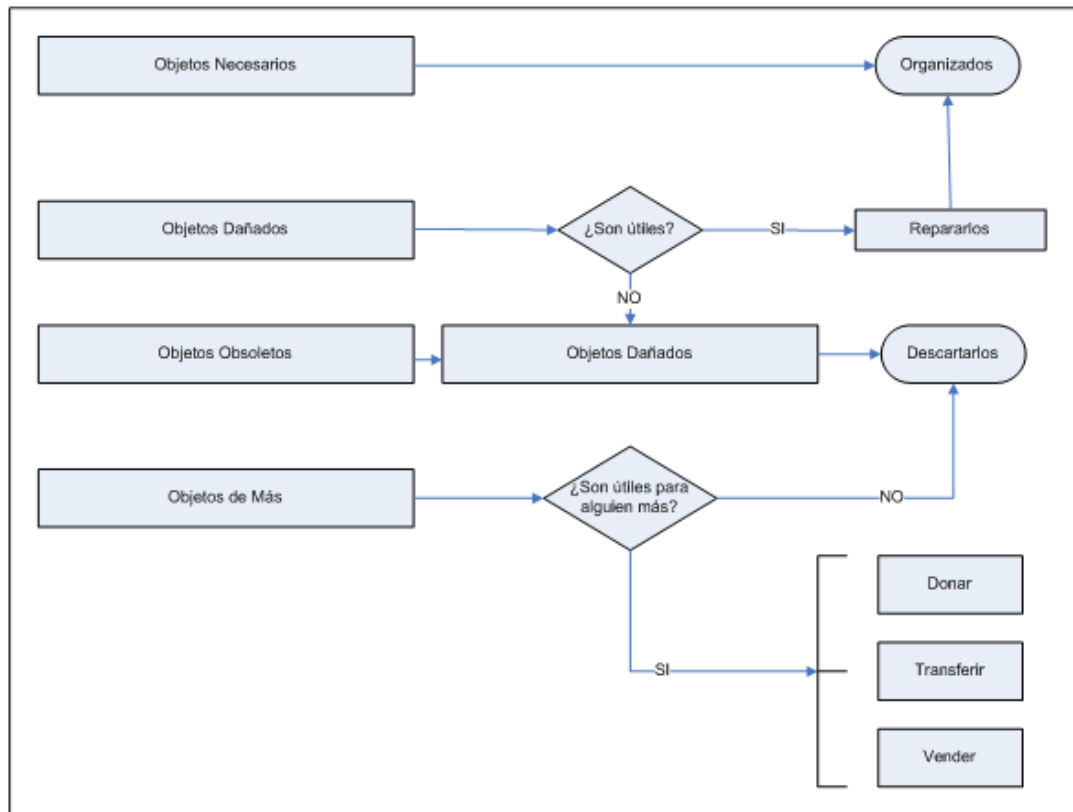 Objetos Necesarios
Organizados
Objetos Dañados
¿Son útiles?
SI
Repararlos
NO
Objetos Obsoletos
Objetos Dañados
Descartarlos
Objetos de Más
¿Son útiles para
alguien más?
NO
Donar
SI
Transferir
Vender